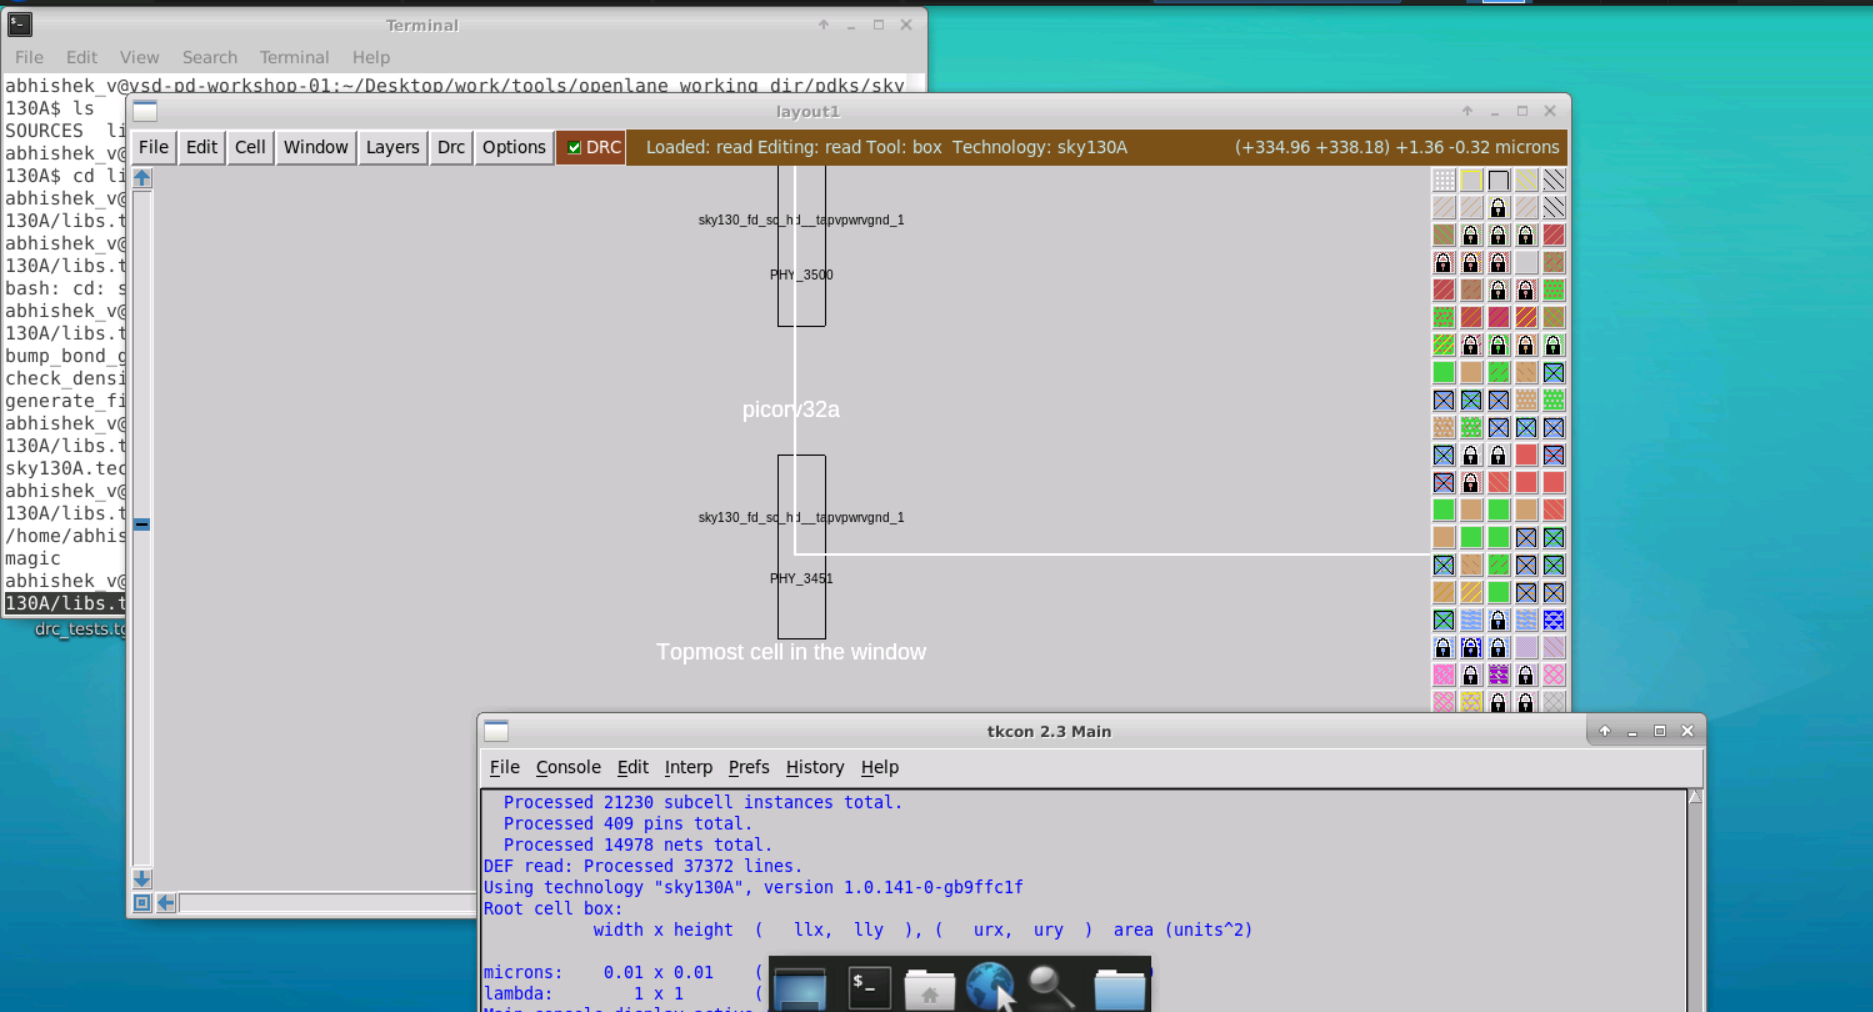 Terminal
File Edit View Search Terminal Help
abhishek_v@vsd-pd-workshop-01:~/Desktop/work/tools/openlane_working_dir/pdks/sky
130A$ ls
SOURCES li
abhishek_v@
130A$ cd li
abhishek_v@
130A/libs.t
abhishek_v@
130A/libs.t
bash: cd: s
abhishek_v@
130A/libs.t
bump_bond_g
check_densi
generate_fi
abhishek_v@
130A/libs.t
sky130A.tec
abhishek_v@
130A/libs.t
/home/abhis
magic
abhishek_v@
130A/libs.t
drc_tests.tg
layout1
File Edit Cell Window Layers Drc Options DRC Loaded: read Editing: read Tool: box Technology: sky130A (+334.96 +338.18) +1.36 -0.32 microns
sky130_fd_sc_hd__tapvpwrvgnd_1
PHY_3500
picorv32a
sky130_fd_sc_hd__tapvpwrvgnd_1
PHY_3451
Topmost cell in the window
tkcon 2.3 Main
File Console Edit Interp Prefs History Help
Processed 21230 subcell instances total.
Processed 409 pins total.
Processed 14978 nets total.
DEF read: Processed 37372 lines.
Using technology "sky130A", version 1.0.141-0-gb9ffc1f
Root cell box:
width x height ( llx, lly ), ( urx, ury ) area (units^2)
microns: 0.01 x 0.01 (
lambda: 1 x 1 (